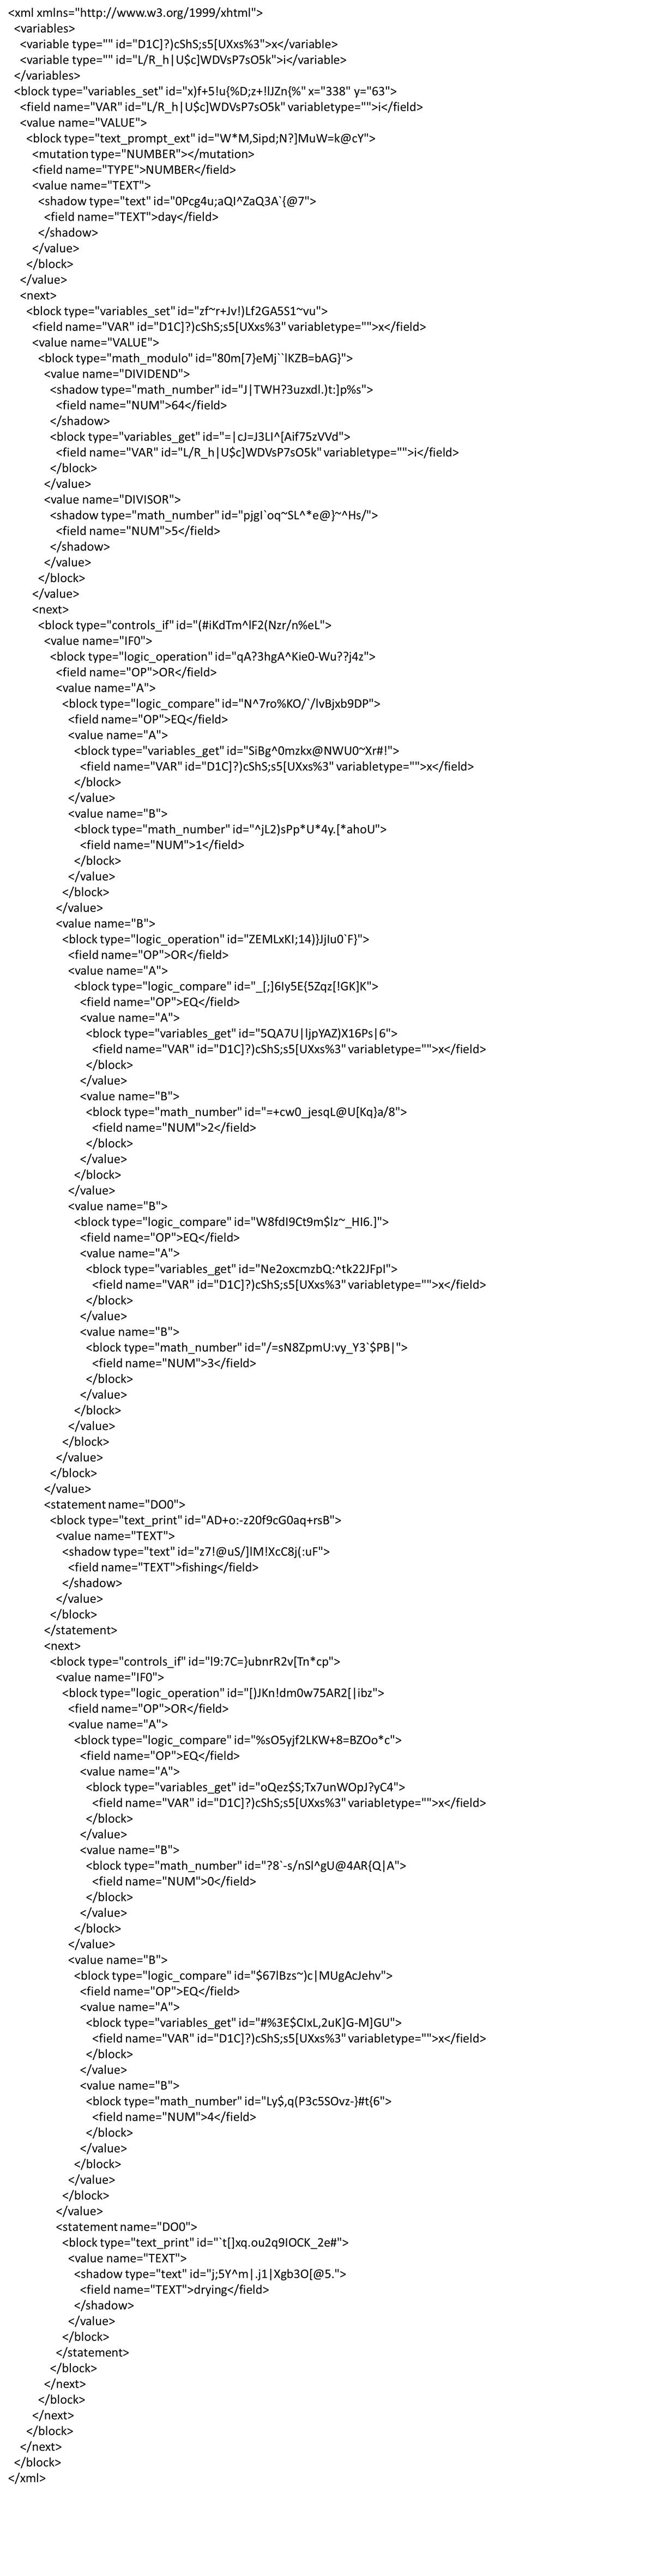 <xml xmlns="http://www.w3.org/1999/xhtml">
<variables>
<variable type="" id="D1C]?)cShS;s5[UXxs%3">x</variable>
<variable type="" id="L/R_h|U$c]WDVsP7sO5k">i</variable>
</variables>
<block type="variables_set" id="x)f+5!u{%D;z+!lJZn{%" x="338" y="63">
<field name="VAR" id="L/R_h|U$c]WDVsP7sO5k" variabletype="">i</field>
<value name="VALUE">
<block type="text_prompt_ext" id="W*M,Sipd;N?]MuW=k@cY">
<mutation type="NUMBER"></mutation>
<field name="TYPE">NUMBER</field>
<value name="TEXT">
<shadow type="text" id="0Pcg4u;aQI^ZaQ3A`{@7">
<field name="TEXT">day</field>
</shadow>
</value>
</block>
</value>
<next>
<block type="variables_set" id="zf~r+Jv!)Lf2GA5S1~vu">
<field name="VAR" id="D1C]?)cShS;s5[UXxs%3" variabletype="">x</field>
<value name="VALUE">
<block type="math_modulo" id="80m[7}eMj``lKZB=bAG}">
<value name="DIVIDEND">
<shadow type="math_number" id="J|TWH?3uzxdl.)t:]p%s">
<field name="NUM">64</field>
</shadow>
<block type="variables_get" id="=|cJ=J3LI^[Aif75zVVd">
<field name="VAR" id="L/R_h|U$c]WDVsP7sO5k" variabletype="">i</field>
</block>
</value>
<value name="DIVISOR">
<shadow type="math_number" id="pjgI`oq~SL^*e@}~^Hs/">
<field name="NUM">5</field>
</shadow>
</value>
</block>
</value>
<next>
<block type="controls_if" id="(#iKdTm^lF2(Nzr/n%eL">
<value name="IF0">
<block type="logic_operation" id="qA?3hgA^Kie0-Wu??j4z">
<field name="OP">OR</field>
<value name="A">
<block type="logic_compare" id="N^7ro%KO/`/lvBjxb9DP">
<field name="OP">EQ</field>
<value name="A">
<block type="variables_get" id="SiBg^0mzkx@NWU0~Xr#!">
<field name="VAR" id="D1C]?)cShS;s5[UXxs%3" variabletype="">x</field>
</block>
</value>
<value name="B">
<block type="math_number" id="^jL2)sPp*U*4y.[*ahoU">
<field name="NUM">1</field>
</block>
</value>
</block>
</value>
<value name="B">
<block type="logic_operation" id="ZEMLxKI;14)}JjIu0`F}">
<field name="OP">OR</field>
<value name="A">
<block type="logic_compare" id="_[;]6Iy5E{5Zqz[!GK]K">
<field name="OP">EQ</field>
<value name="A">
<block type="variables_get" id="5QA7U|ljpYAZ)X16Ps|6">
<field name="VAR" id="D1C]?)cShS;s5[UXxs%3" variabletype="">x</field>
</block>
</value>
<value name="B">
<block type="math_number" id="=+cw0_jesqL@U[Kq}a/8">
<field name="NUM">2</field>
</block>
</value>
</block>
</value>
<value name="B">
<block type="logic_compare" id="W8fdI9Ct9m$lz~_HI6.]">
<field name="OP">EQ</field>
<value name="A">
<block type="variables_get" id="Ne2oxcmzbQ:^tk22JFpI">
<field name="VAR" id="D1C]?)cShS;s5[UXxs%3" variabletype="">x</field>
</block>
</value>
<value name="B">
<block type="math_number" id="/=sN8ZpmU:vy_Y3`$PB|">
<field name="NUM">3</field>
</block>
</value>
</block>
</value>
</block>
</value>
</block>
</value>
<statement name="DO0">
<block type="text_print" id="AD+o:-z20f9cG0aq+rsB">
<value name="TEXT">
<shadow type="text" id="z7!@uS/]lM!XcC8j(:uF">
<field name="TEXT">fishing</field>
</shadow>
</value>
</block>
</statement>
<next>
<block type="controls_if" id="l9:7C=}ubnrR2v[Tn*cp">
<value name="IF0">
<block type="logic_operation" id="[)JKn!dm0w75AR2[|ibz">
<field name="OP">OR</field>
<value name="A">
<block type="logic_compare" id="%sO5yjf2LKW+8=BZOo*c">
<field name="OP">EQ</field>
<value name="A">
<block type="variables_get" id="oQez$S;Tx7unWOpJ?yC4">
<field name="VAR" id="D1C]?)cShS;s5[UXxs%3" variabletype="">x</field>
</block>
</value>
<value name="B">
<block type="math_number" id="?8`-s/nSl^gU@4AR{Q|A">
<field name="NUM">0</field>
</block>
</value>
</block>
</value>
<value name="B">
<block type="logic_compare" id="$67lBzs~)c|MUgAcJehv">
<field name="OP">EQ</field>
<value name="A">
<block type="variables_get" id="#%3E$CIxL,2uK]G-M]GU">
<field name="VAR" id="D1C]?)cShS;s5[UXxs%3" variabletype="">x</field>
</block>
</value>
<value name="B">
<block type="math_number" id="Ly$,q(P3c5SOvz-}#t{6">
<field name="NUM">4</field>
</block>
</value>
</block>
</value>
</block>
</value>
<statement name="DO0">
<block type="text_print" id="`t[]xq.ou2q9IOCK_2e#">
<value name="TEXT">
<shadow type="text" id="j;5Y^m|.j1|Xgb3O[@5.">
<field name="TEXT">drying</field>
</shadow>
</value>
</block>
</statement>
</block>
</next>
</block>
</next>
</block>
</next>
</block>
</xml>